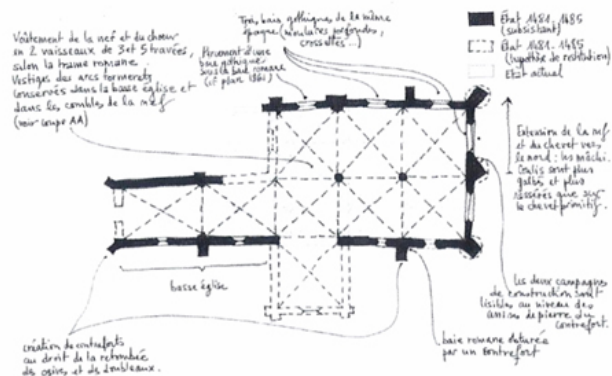 Voûtement de la nef et du chœur
en 2 vaisseaux de 3 et 5 travées,
selon la trame romane.
Vestiges des arcs formerets
conservés dans la basse église et
dans les combles de la nef
(voir coupe AA)
Percement d'une
baie gothique
sous la baie romane
(cf plan 1961)
Trois baies gothiques de la même
époque (moulures profondes,
crossettes...)
État 1481.1485
(subsistant)
État 1481.1485
(hypothèse de restitution)
État actuel
Extension de la nef
et du chevet vers
le nord : les mâchi-
coulis sont plus
galbés et plus
resserrés que sur
le chevet primitif.
les deux campagnes
de construction sont
lisibles au niveau des
assises de pierre du
contrefort.
baie romane obturée
par un contrefort
basse église
création de contreforts
au droit de la retombée
des ogives et des doubleaux.